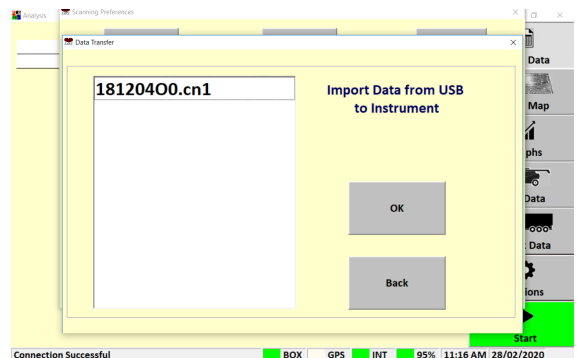 Analysis
Scanning Preferences
Data Transfer
Data
181204O0.cn1
Import Data from USB
to Instrument
Map
phs
OK
Data
Data
Back
ions
Start
Connection Successful
BOX GPS INT 95% 11:16 AM 28/02/2020